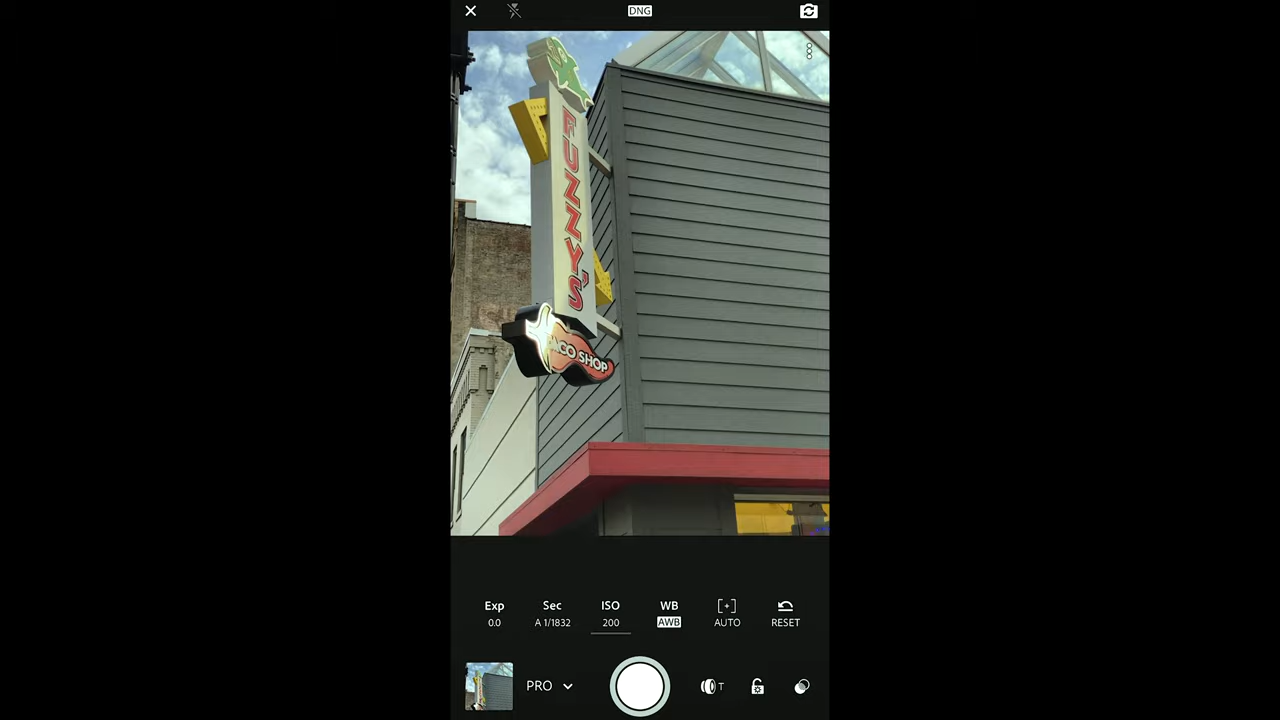 DNG
FUZZY'S
TACO SHOP
Exp Sec ISO WB
0.0 A 1/1832 200 AWB AUTO RESET
PRO T